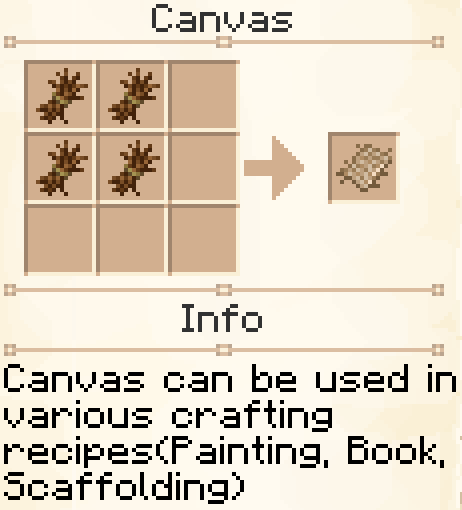 Canvas
Info
Canvas can be used in
various crafting
recipes(Painting, Book,
Scaffolding)